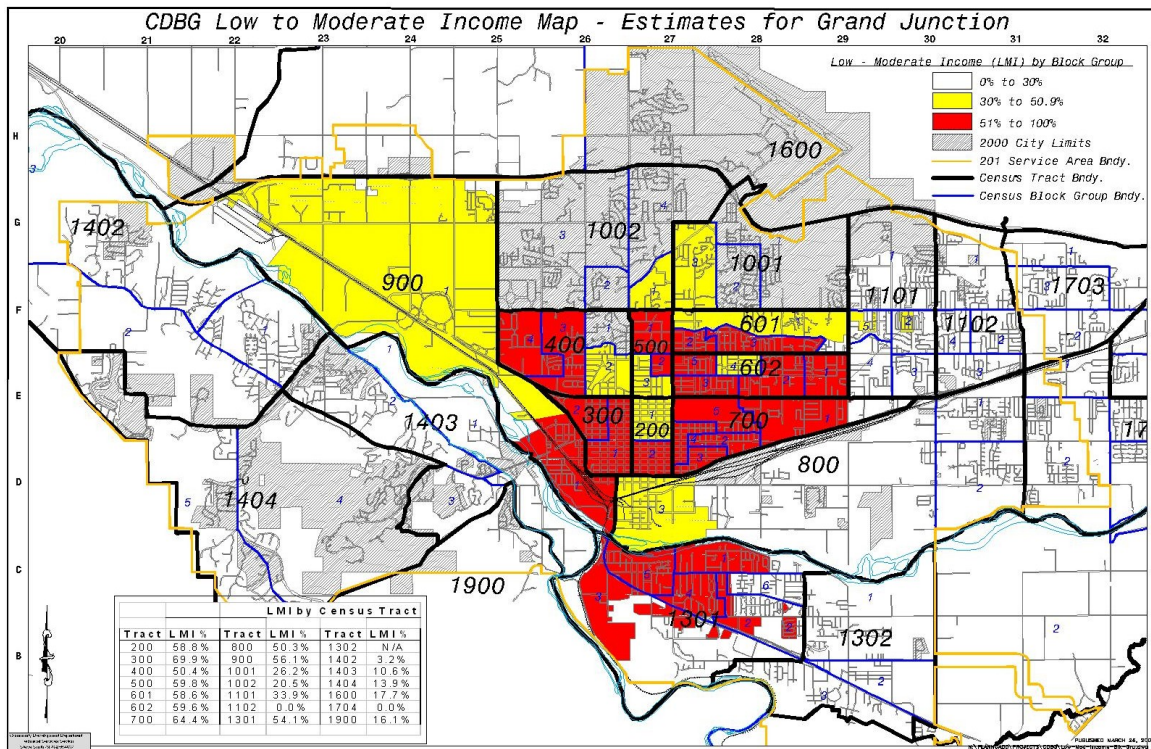 CDBG Low to Moderate Income Map - Estimates for Grand Junction
20 21 22 23 24 25 26 27 28 29 30 31 32
Low - Moderate Income (LMI) by Block Group
0% to 30%
30% to 50.9%
51% to 100%
2000 City Limits
201 Service Area Bndy.
Census Tract Bndy.
Census Block Group Bndy.
H
G
F
E
D
C
B
1600
1402
1002
1001
900
1101
1703
601
1102
400
500
602
1403
300
200
700
800
17
1404
1900
1301
1302
LMI by Census Tract
Tract LMI% Tract LMI% Tract LMI%
200 58.8% 800 50.3% 1302 N/A
300 69.9% 900 56.1% 1402 3.2%
400 50.4% 1001 26.2% 1403 10.6%
500 59.8% 1002 20.5% 1404 13.9%
601 58.6% 1101 33.9% 1600 17.7%
602 59.6% 1102 0.0% 1704 0.0%
700 64.4% 1301 54.1% 1900 16.1%
PUBLISHED MARCH 26,